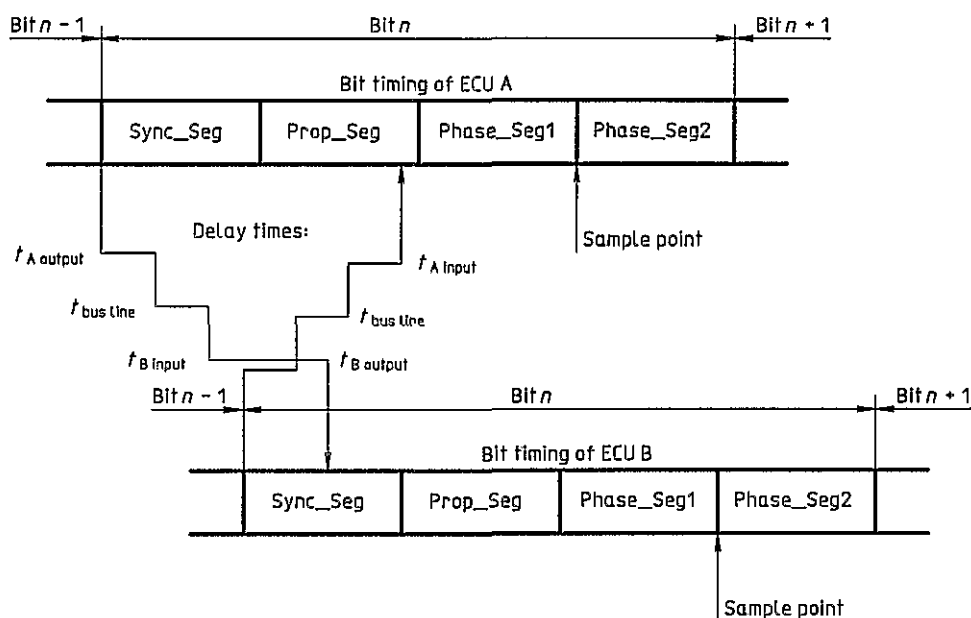 Bit n - 1
Bit n
Bit n + 1
Bit timing of ECU A
Sync_Seg
Prop_Seg
Phase_Seg1
Phase_Seg2
Delay times:
Sample point
t A output
t A input
t bus line
t bus line
t B input
t B output
Bit n - 1
Bit n
Bit n + 1
Bit timing of ECU B
Sync_Seg
Prop_Seg
Phase_Seg1
Phase_Seg2
Sample point